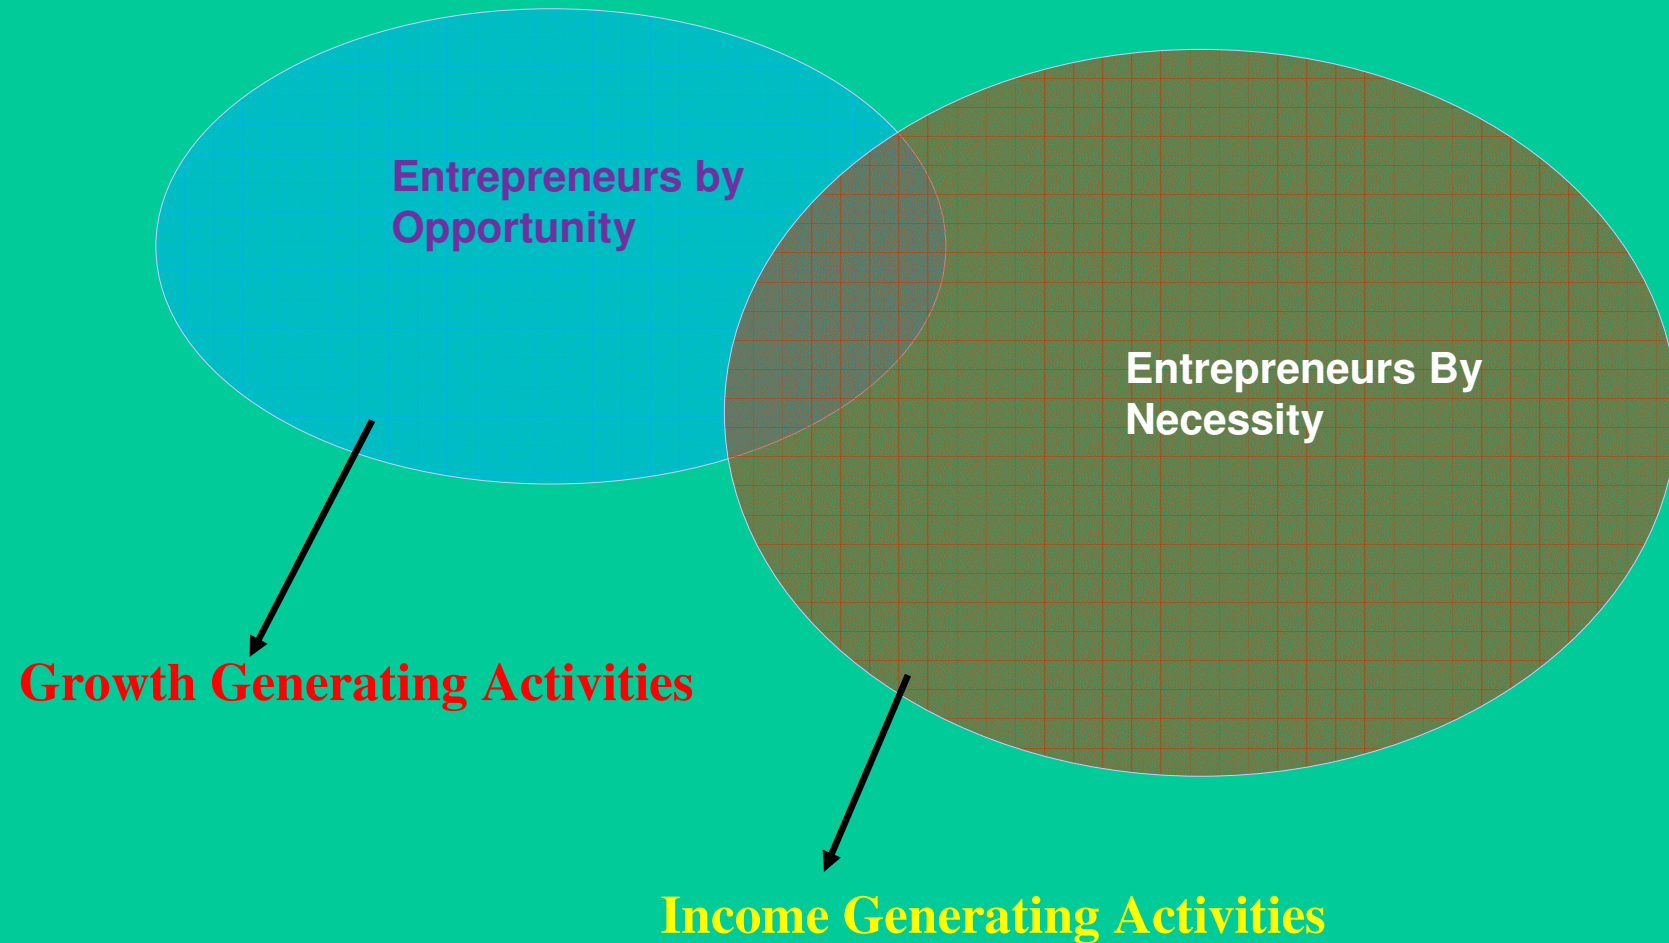 Entrepreneurs by
Opportunity
Entrepreneurs By
Necessity
Growth Generating Activities
Income Generating Activities